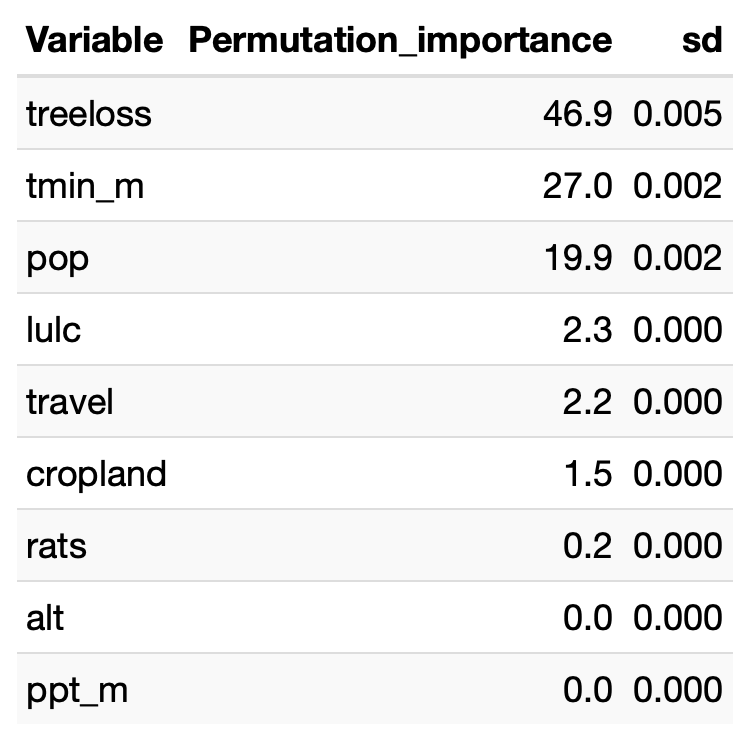 Variable Permutation_importance sd
treeloss 46.9 0.005
tmin_m 27.0 0.002
pop 19.9 0.002
lulc 2.3 0.000
travel 2.2 0.000
cropland 1.5 0.000
rats 0.2 0.000
alt 0.0 0.000
ppt_m 0.0 0.000